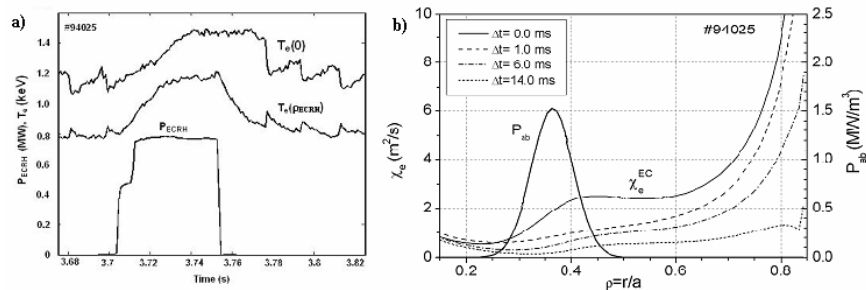 a)
#94025
T_e(0)
T_e(ρ_ECRH)
P_ECRH
P_ECRH (MW), T_e (keV)
1.4
1.2
1.0
0.8
0.6
0.4
0.2
0.0
3.68
3.7
3.72
3.74
3.76
3.78
3.8
3.82
Time (s)
b)
Δt= 0.0 ms
Δt= 1.0 ms
Δt= 6.0 ms
Δt= 14.0 ms
#94025
P_ab
χ_e^EC
χ_e (m²/s)
10
8
6
4
2
0
0.2
0.4
0.6
0.8
ρ=r/a
2.5
2.0
1.5
1.0
0.5
0.0
P_ab (MW/m³)